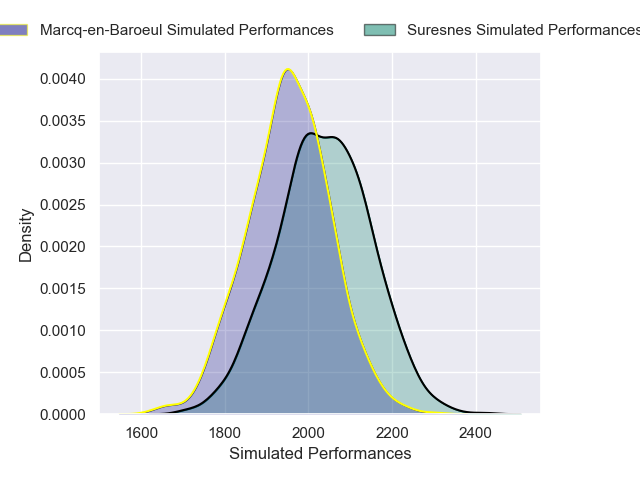 Marcq-en-Baroeul Simulated Performances
Suresnes Simulated Performances
0.0040
0.0035
0.0030
0.0025
0.0020
0.0015
0.0010
0.0005
0.0000
Density
1600 1800 2000 2200 2400
Simulated Performances